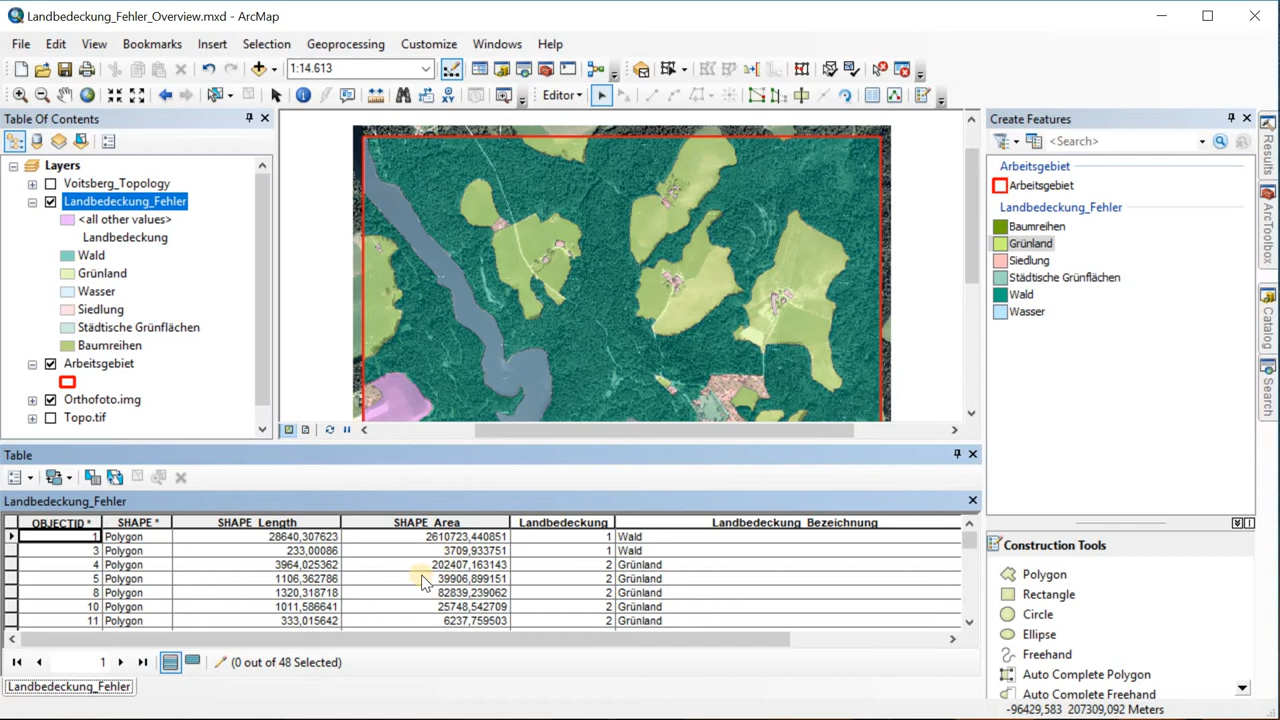 Landbedeckung_Fehler_Overview.mxd - ArcMap
File Edit View Bookmarks Insert Selection Geoprocessing Customize Windows Help
1:14.613
Editor
Table Of Contents
Layers
Voitsberg_Topology
Landbedeckung_Fehler
<all other values>
Landbedeckung
Wald
Grünland
Wasser
Siedlung
Städtische Grünflächen
Baumreihen
Arbeitsgebiet
Orthofoto.img
Topo.tif
Create Features
<Search>
Arbeitsgebiet
Arbeitsgebiet
Landbedeckung_Fehler
Baumreihen
Grünland
Siedlung
Städtische Grünflächen
Wald
Wasser
Construction Tools
Polygon
Rectangle
Circle
Ellipse
Freehand
Auto Complete Polygon
Auto Complete Freehand
Results
ArcToolbox
Catalog
Search
Table
Landbedeckung_Fehler
OBJECTID * SHAPE * SHAPE_Length SHAPE_Area Landbedeckung Landbedeckung_Bezeichnung
1 Polygon 28640,307623 2610723,440851 1 Wald
3 Polygon 233,00086 3709,933751 1 Wald
4 Polygon 3964,025362 202407,163143 2 Grünland
5 Polygon 1106,362786 39906,899151 2 Grünland
8 Polygon 1320,318718 82839,239062 2 Grünland
10 Polygon 1011,586641 25748,542709 2 Grünland
11 Polygon 333,015642 6237,759503 2 Grünland
1 (0 out of 48 Selected)
Landbedeckung_Fehler
-96429,583 207309,092 Meters